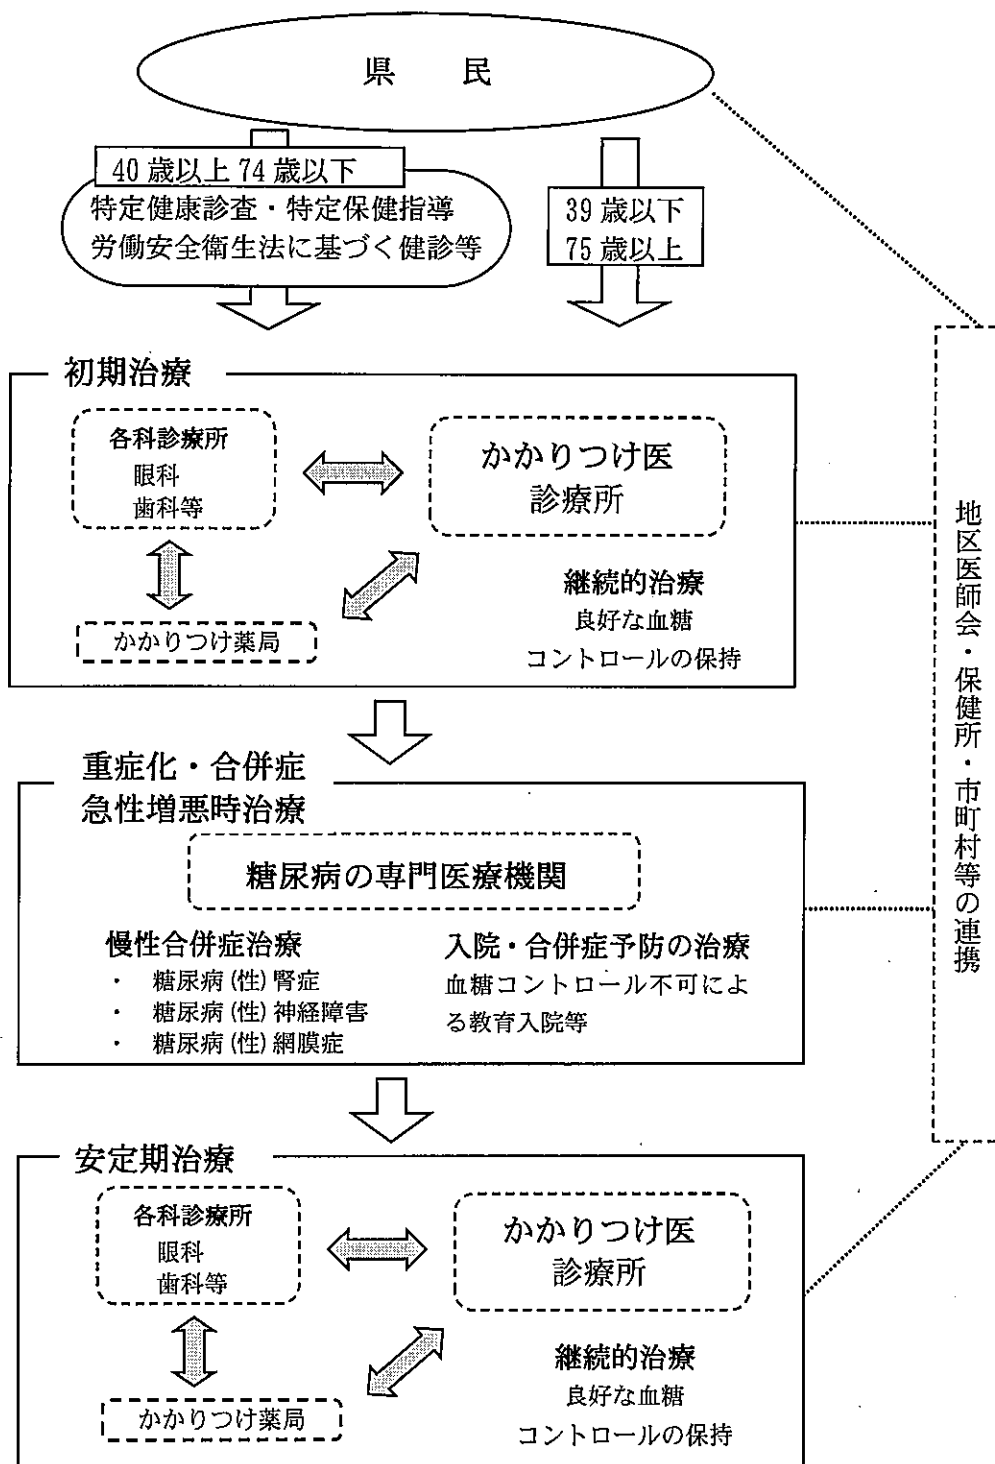 県　民
40歳以上74歳以下
特定健康診査・特定保健指導
労働安全衛生法に基づく健診等
39歳以下
75歳以上
初期治療
各科診療所
眼科
歯科等
かかりつけ医
診療所
かかりつけ薬局
継続的治療
良好な血糖
コントロールの保持
重症化・合併症
急性増悪時治療
糖尿病の専門医療機関
慢性合併症治療
・ 糖尿病(性)腎症
・ 糖尿病(性)神経障害
・ 糖尿病(性)網膜症
入院・合併症予防の治療
血糖コントロール不可によ
る教育入院等
安定期治療
各科診療所
眼科
歯科等
かかりつけ医
診療所
かかりつけ薬局
継続的治療
良好な血糖
コントロールの保持
地区医師会・保健所・市町村等の連携